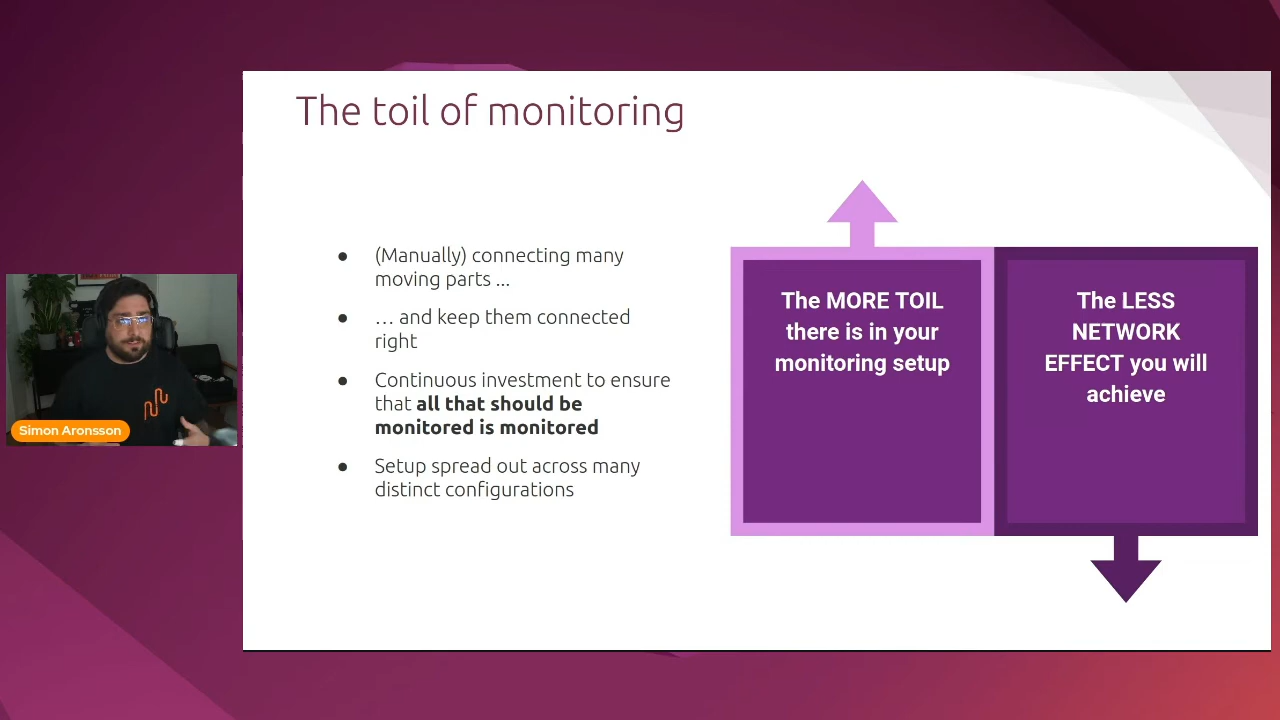 The toil of monitoring
● (Manually) connecting many
moving parts ...
● … and keep them connected
right
● Continuous investment to ensure
that all that should be
monitored is monitored
● Setup spread out across many
distinct configurations
The MORE TOIL
there is in your
monitoring setup
The LESS
NETWORK
EFFECT you will
achieve
Simon Aronsson